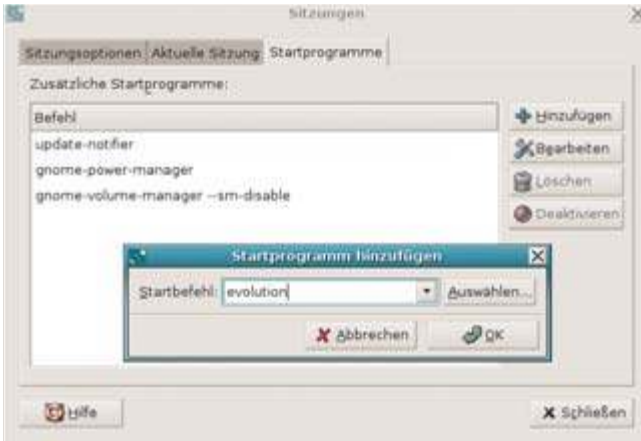 Sitzungen
Sitzungsoptionen Aktuelle Sitzung Startprogramme
Zusätzliche Startprogramme:
Befehl
update-notifier
gnome-power-manager
gnome-volume-manager --sm-disable
Hinzufügen
Bearbeiten
Löschen
Deaktivieren
Startprogramm hinzufügen
Startbefehl: evolution Auswählen...
Abbrechen OK
Hilfe Schließen